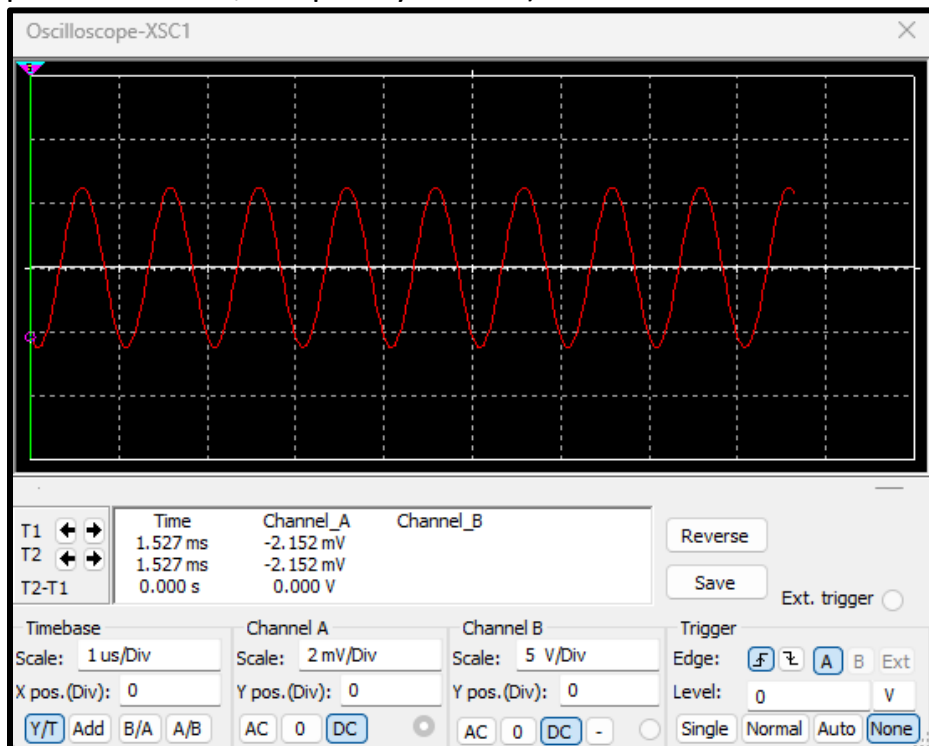 Oscilloscope-XSC1
Time Channel_A Channel_B
T1 1.527 ms -2.152 mV
T2 1.527 ms -2.152 mV
T2-T1 0.000 s 0.000 V
Reverse
Save
Ext. trigger
Timebase Channel A Channel B Trigger
Scale: 1 us/Div Scale: 2 mV/Div Scale: 5 V/Div Edge: A B Ext
X pos.(Div): 0 Y pos.(Div): 0 Y pos.(Div): 0 Level: 0 V
Y/T Add B/A A/B AC 0 DC AC 0 DC - Single Normal Auto None